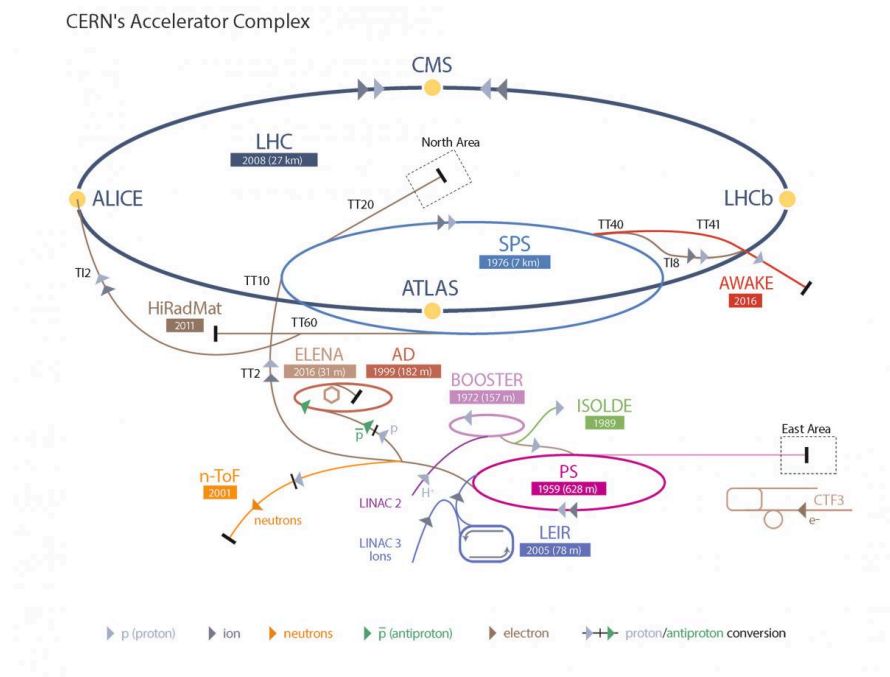 CERN's Accelerator Complex
CMS
LHC
2008 (27 km)
North Area
ALICE
LHCb
TT20
TT40
TT41
SPS
1976 (7 km)
TI2
TT10
TI8
ATLAS
AWAKE
2016
HiRadMat
2011
TT60
ELENA
2016 (31 m)
AD
1999 (182 m)
TT2
BOOSTER
1972 (157 m)
ISOLDE
1989
p̅
p
East Area
n-ToF
2001
PS
1959 (628 m)
H⁺
LINAC 2
neutrons
CTF3
e–
LINAC 3
Ions
LEIR
2005 (78 m)
p (proton)
ion
neutrons
p̅ (antiproton)
electron
proton/antiproton conversion